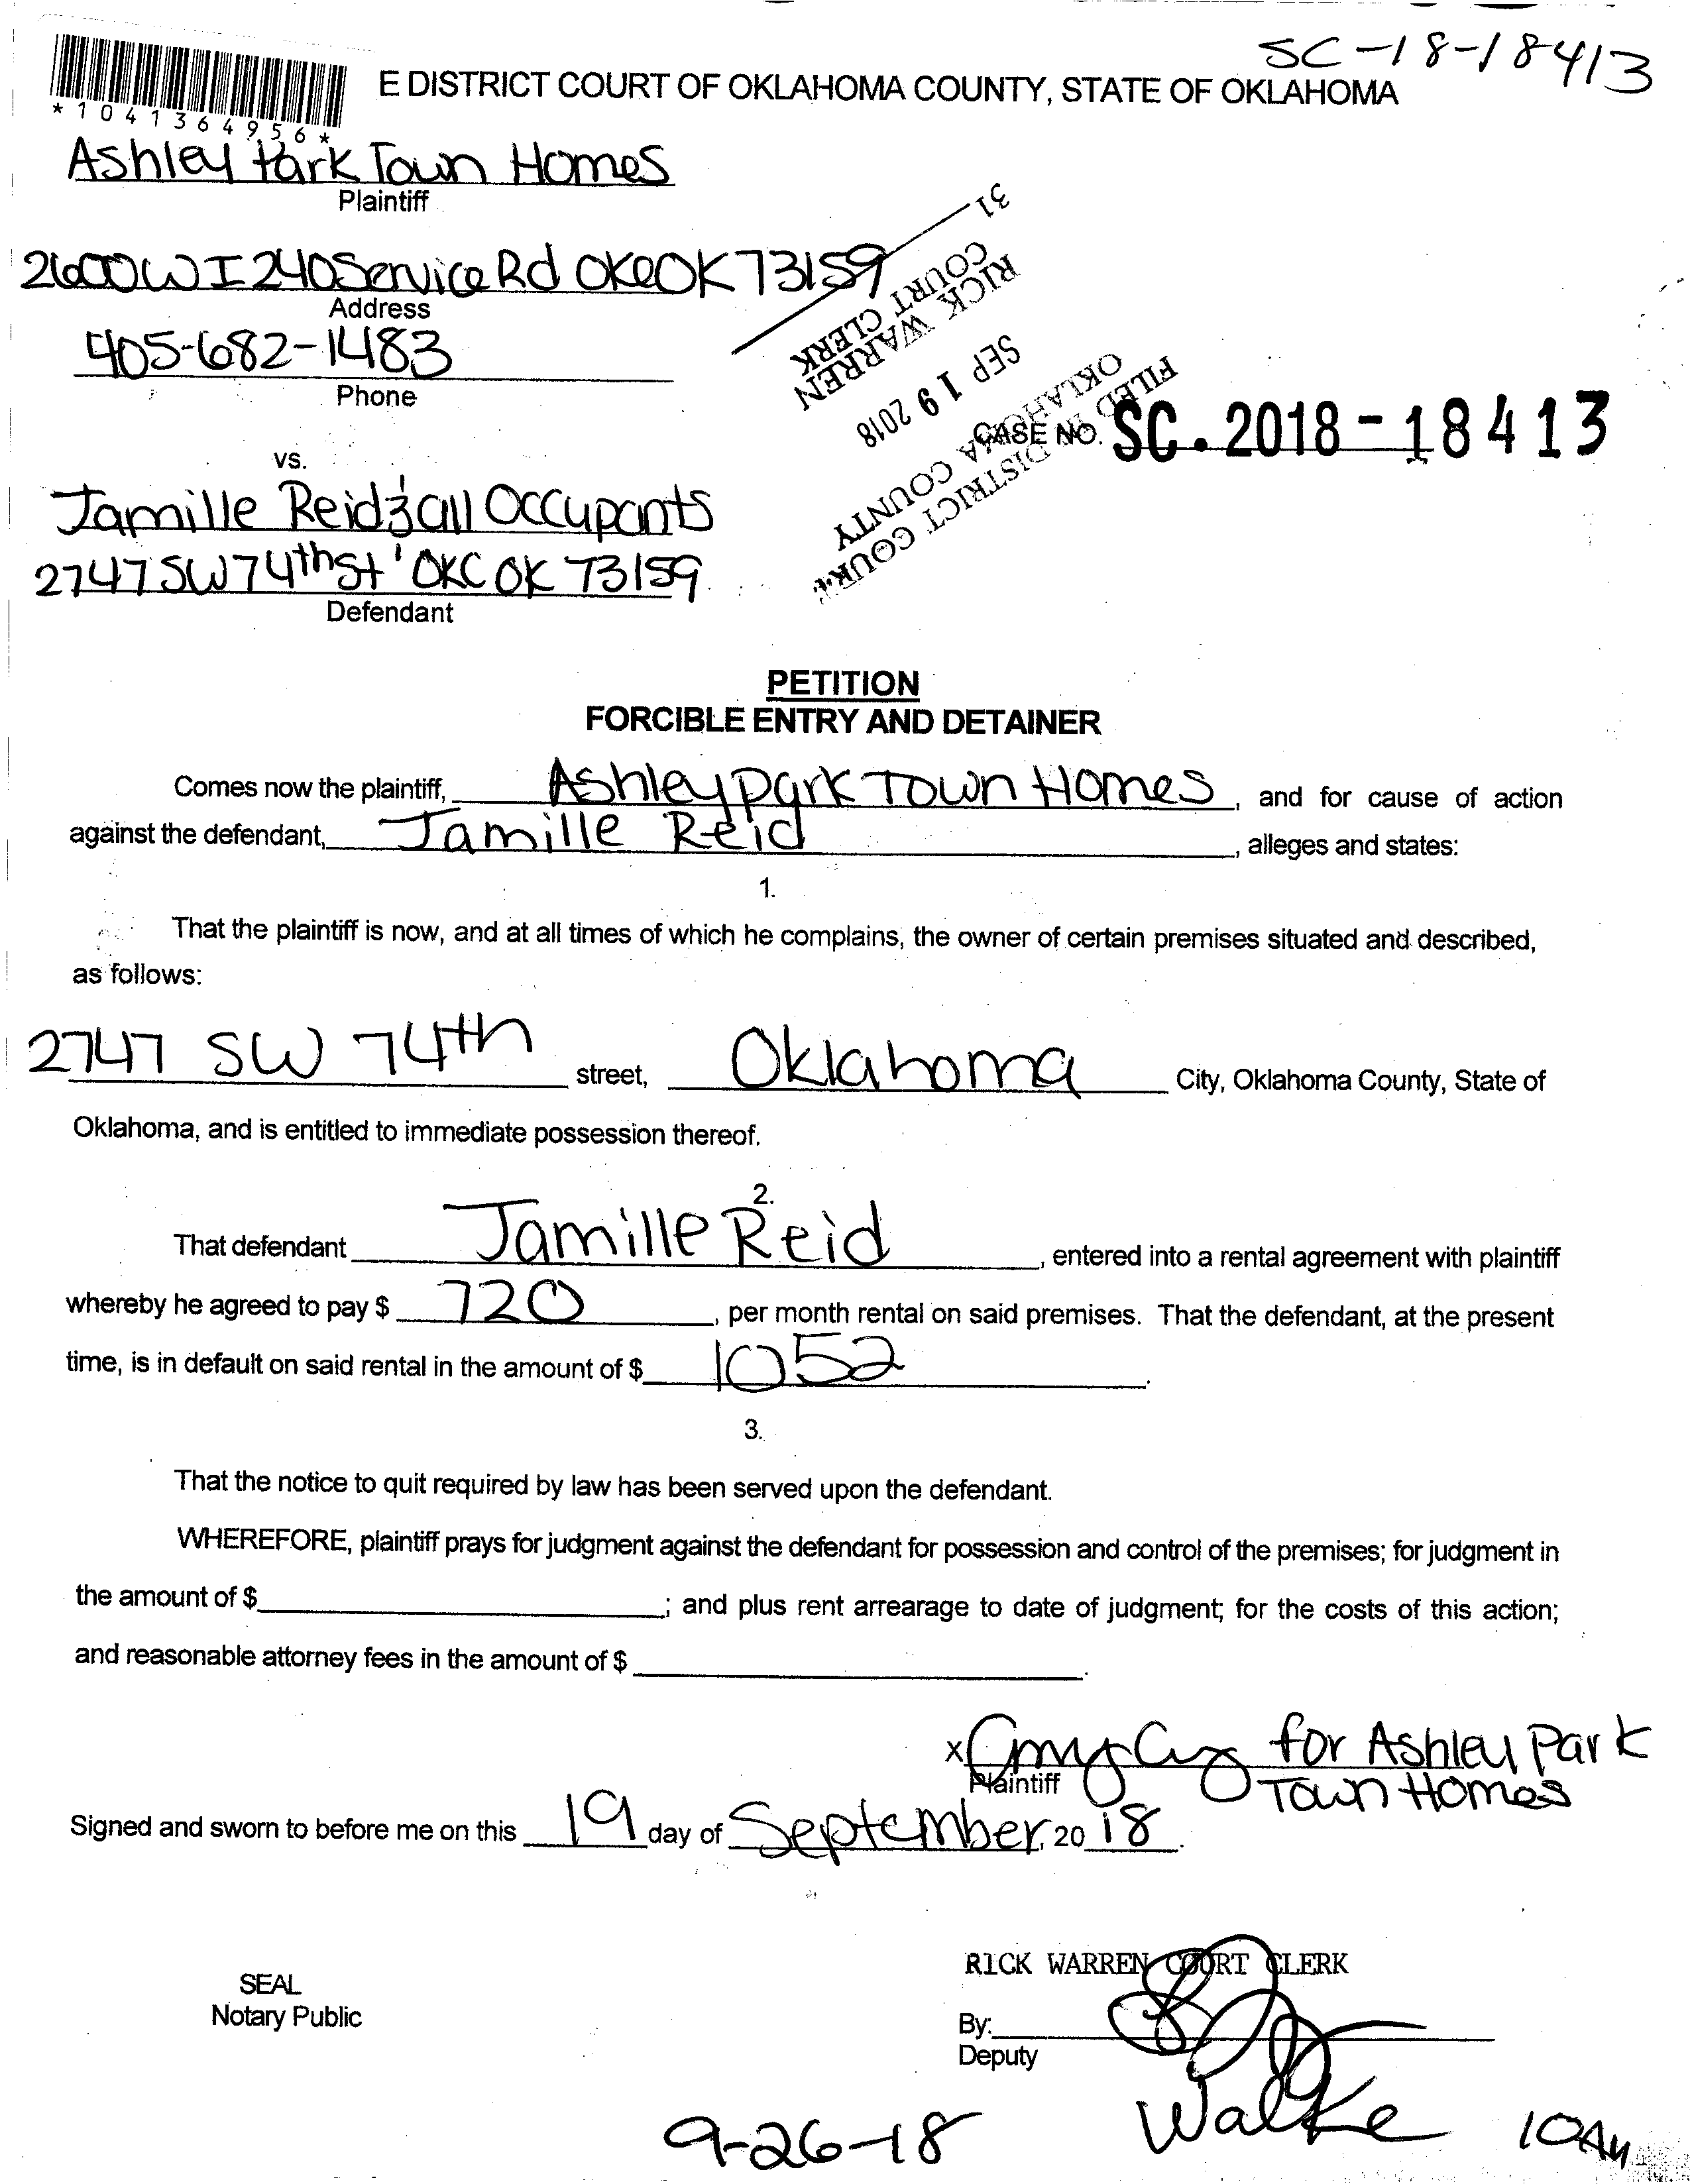 SC-18-18413
E DISTRICT COURT OF OKLAHOMA COUNTY, STATE OF OKLAHOMA
*1041364956*
Ashley Park Town Homes
Plaintiff
2600 W I 240 Service Rd OKC OK 73159
Address
405-682-1483
Phone
31
RICK WARREN
COURT CLERK
SEP 19 2018
FILED IN DISTRICT COURT
OKLAHOMA COUNTY
CASE NO. SC-2018-18413
vs.
Jamille Reid & all Occupants
2747 SW 74th St OKC OK 73159
Defendant
PETITION
FORCIBLE ENTRY AND DETAINER
Comes now the plaintiff, Ashley Park Town Homes, and for cause of action
against the defendant, Jamille Reid, alleges and states:
1.
That the plaintiff is now, and at all times of which he complains, the owner of certain premises situated and described,
as follows:
2747 SW 74th street, Oklahoma City, Oklahoma County, State of
Oklahoma, and is entitled to immediate possession thereof.
2.
That defendant Jamille Reid, entered into a rental agreement with plaintiff
whereby he agreed to pay $ 720, per month rental on said premises. That the defendant, at the present
time, is in default on said rental in the amount of $ 1052.
3.
That the notice to quit required by law has been served upon the defendant.
WHEREFORE, plaintiff prays for judgment against the defendant for possession and control of the premises; for judgment in
the amount of $ ; and plus rent arrearage to date of judgment; for the costs of this action;
and reasonable attorney fees in the amount of $ .
x for Ashley Park
Plaintiff Town Homes
Signed and sworn to before me on this 19 day of September, 20 18.
RICK WARREN COURT CLERK
SEAL
Notary Public
By:
Deputy
Walke
9-26-18
10AM